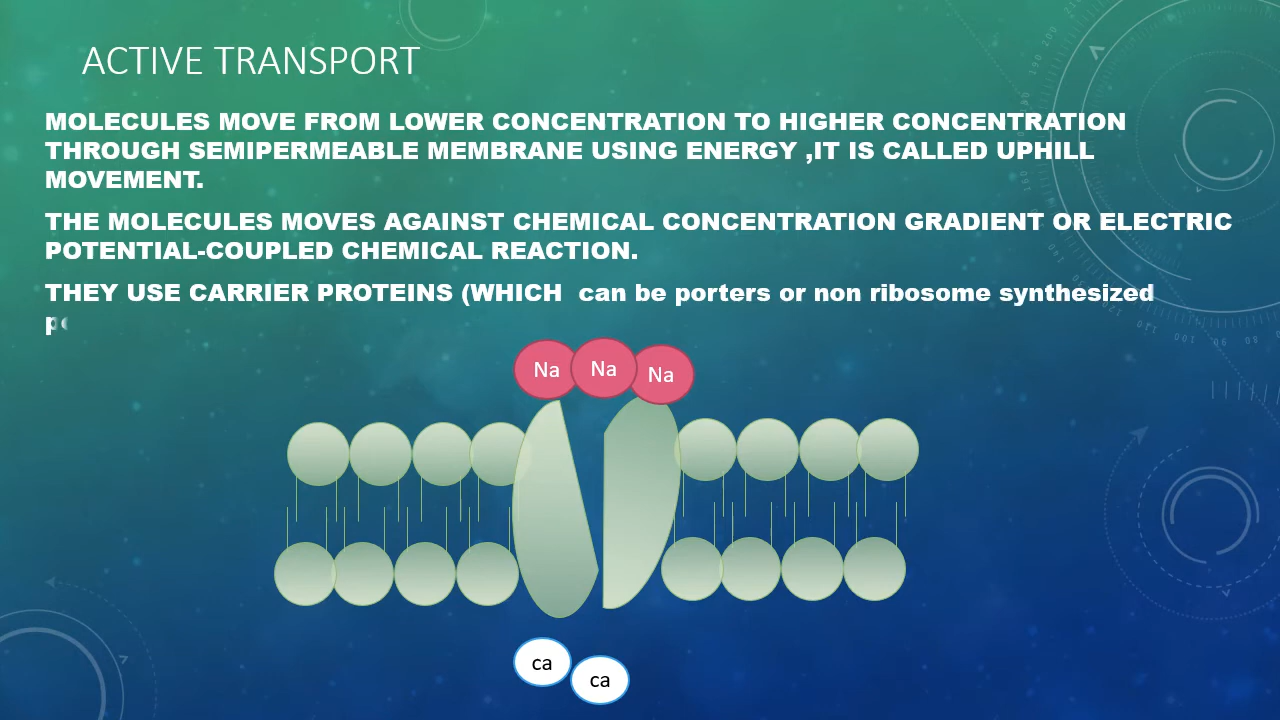 ACTIVE TRANSPORT
MOLECULES MOVE FROM LOWER CONCENTRATION TO HIGHER CONCENTRATION
THROUGH SEMIPERMEABLE MEMBRANE USING ENERGY ,IT IS CALLED UPHILL
MOVEMENT.
THE MOLECULES MOVES AGAINST CHEMICAL CONCENTRATION GRADIENT OR ELECTRIC
POTENTIAL-COUPLED CHEMICAL REACTION.
THEY USE CARRIER PROTEINS (WHICH  can be porters or non ribosome synthesized
Na Na Na
ca
ca